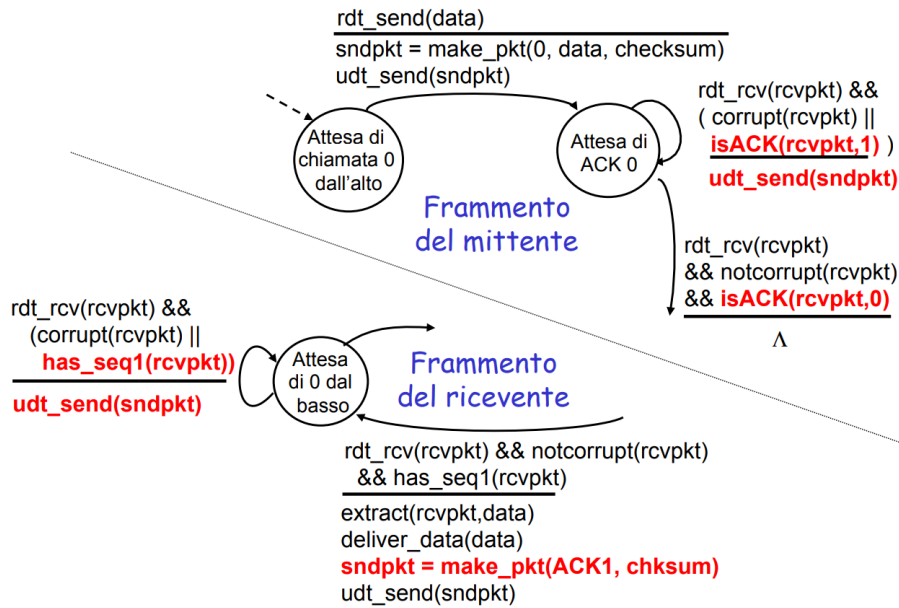 rdt_send(data)
sndpkt = make_pkt(0, data, checksum)
udt_send(sndpkt)
Attesa di
chiamata 0
dall'alto
Attesa di
ACK 0
rdt_rcv(rcvpkt) &&
( corrupt(rcvpkt) ||
isACK(rcvpkt,1) )
udt_send(sndpkt)
Frammento
del mittente
rdt_rcv(rcvpkt)
&& notcorrupt(rcvpkt)
&& isACK(rcvpkt,0)
Λ
rdt_rcv(rcvpkt) &&
(corrupt(rcvpkt) ||
has_seq1(rcvpkt))
udt_send(sndpkt)
Attesa
di 0 dal
basso
Frammento
del ricevente
rdt_rcv(rcvpkt) && notcorrupt(rcvpkt)
&& has_seq1(rcvpkt)
extract(rcvpkt,data)
deliver_data(data)
sndpkt = make_pkt(ACK1, chksum)
udt_send(sndpkt)